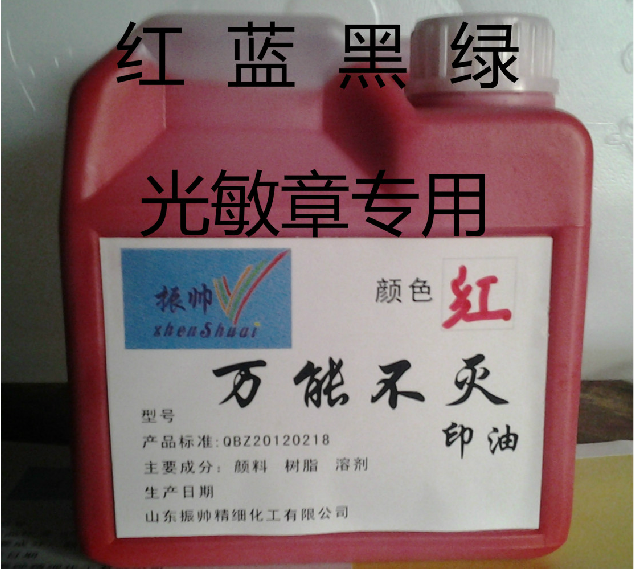 红 蓝 黑 绿
光敏章专用
振帅
zhenShuai
颜色 红
万能不灭
印油
型号
产品标准:QBZ20120218
主要成分：颜料 树脂 溶剂
生产日期
山东振帅精细化工有限公司